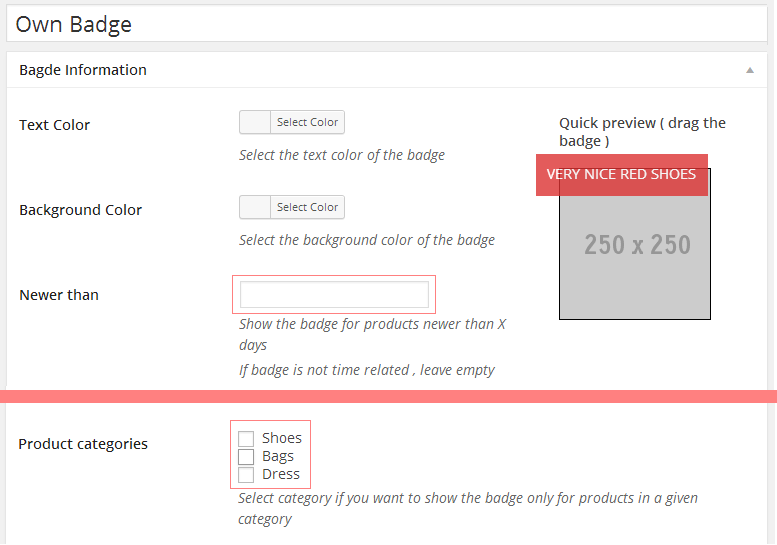 Own Badge
Bagde Information
Text Color
Select Color
Select the text color of the badge
Quick preview ( drag the
badge )
VERY NICE RED SHOES
250 x 250
Background Color
Select Color
Select the background color of the badge
Newer than
Show the badge for products newer than X
days
If badge is not time related , leave empty
Product categories
Shoes
Bags
Dress
Select category if you want to show the badge only for products in a given
category